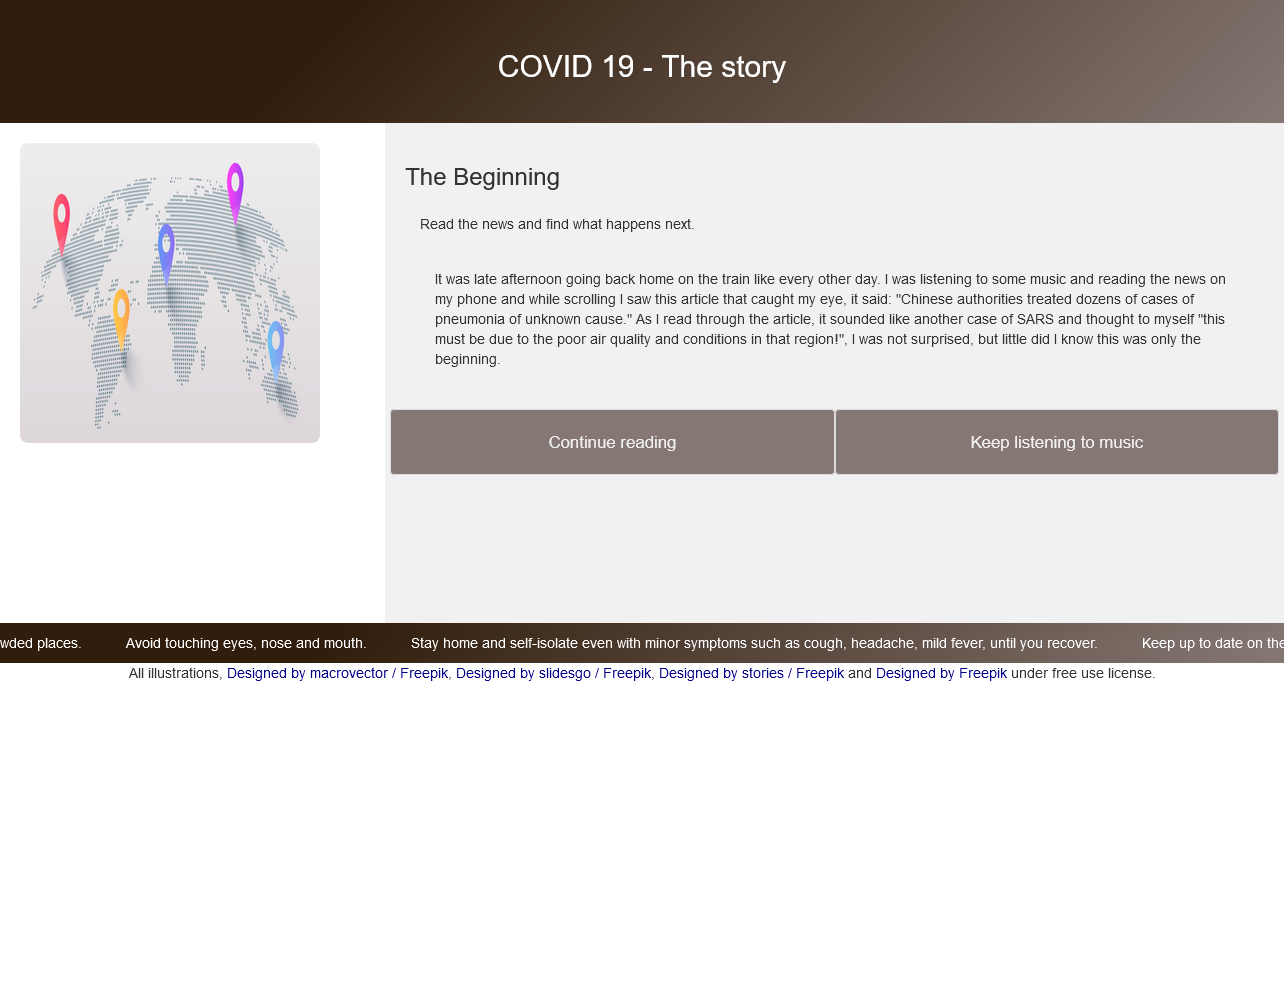 COVID 19 - The story
The Beginning
Read the news and find what happens next.
It was late afternoon going back home on the train like every other day. I was listening to some music and reading the news on
my phone and while scrolling I saw this article that caught my eye, it said: "Chinese authorities treated dozens of cases of
pneumonia of unknown cause." As I read through the article, it sounded like another case of SARS and thought to myself "this
must be due to the poor air quality and conditions in that region!", I was not surprised, but little did I know this was only the
beginning.
Continue reading
Keep listening to music
places. Avoid touching eyes, nose and mouth. Stay home and self-isolate even with minor symptoms such as cough, headache, mild fever, until you recover. Keep up to date on the
All illustrations, Designed by macrovector / Freepik, Designed by slidesgo / Freepik, Designed by stories / Freepik and Designed by Freepik under free use license.